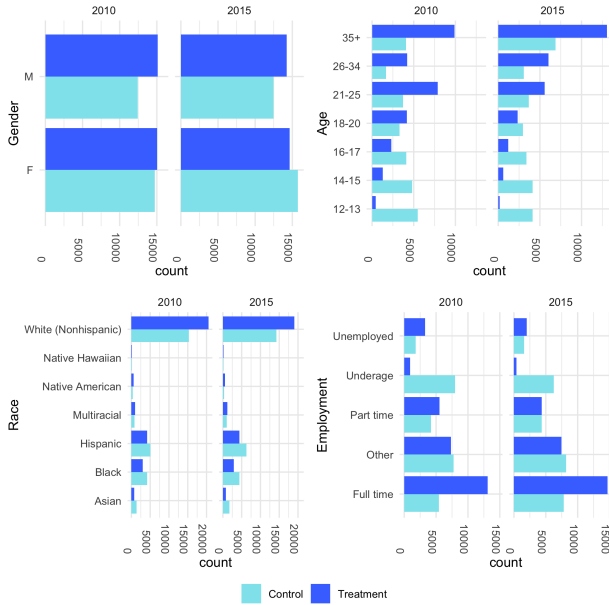 2010 2015
Gender
M
F
0 5000 10000 15000 0 5000 10000 15000
count
2010 2015
Age
35+
26-34
21-25
18-20
16-17
14-15
12-13
0 5000 10000 0 5000 10000
count
2010 2015
Race
White (Nonhispanic)
Native Hawaiian
Native American
Multiracial
Hispanic
Black
Asian
0 5000 10000 15000 20000 0 5000 10000 15000 20000
count
2010 2015
Employment
Unemployed
Underage
Part time
Other
Full time
0 5000 10000 15000 0 5000 10000 15000
count
Control Treatment